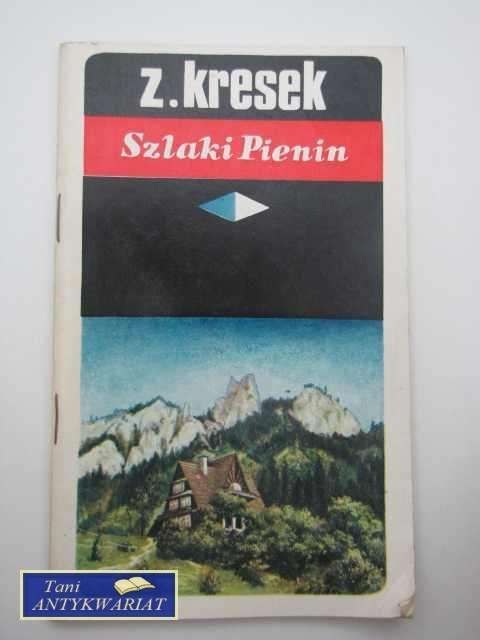 z.kresek
Szlaki Pienin
Tani
ANTYKWARIAT